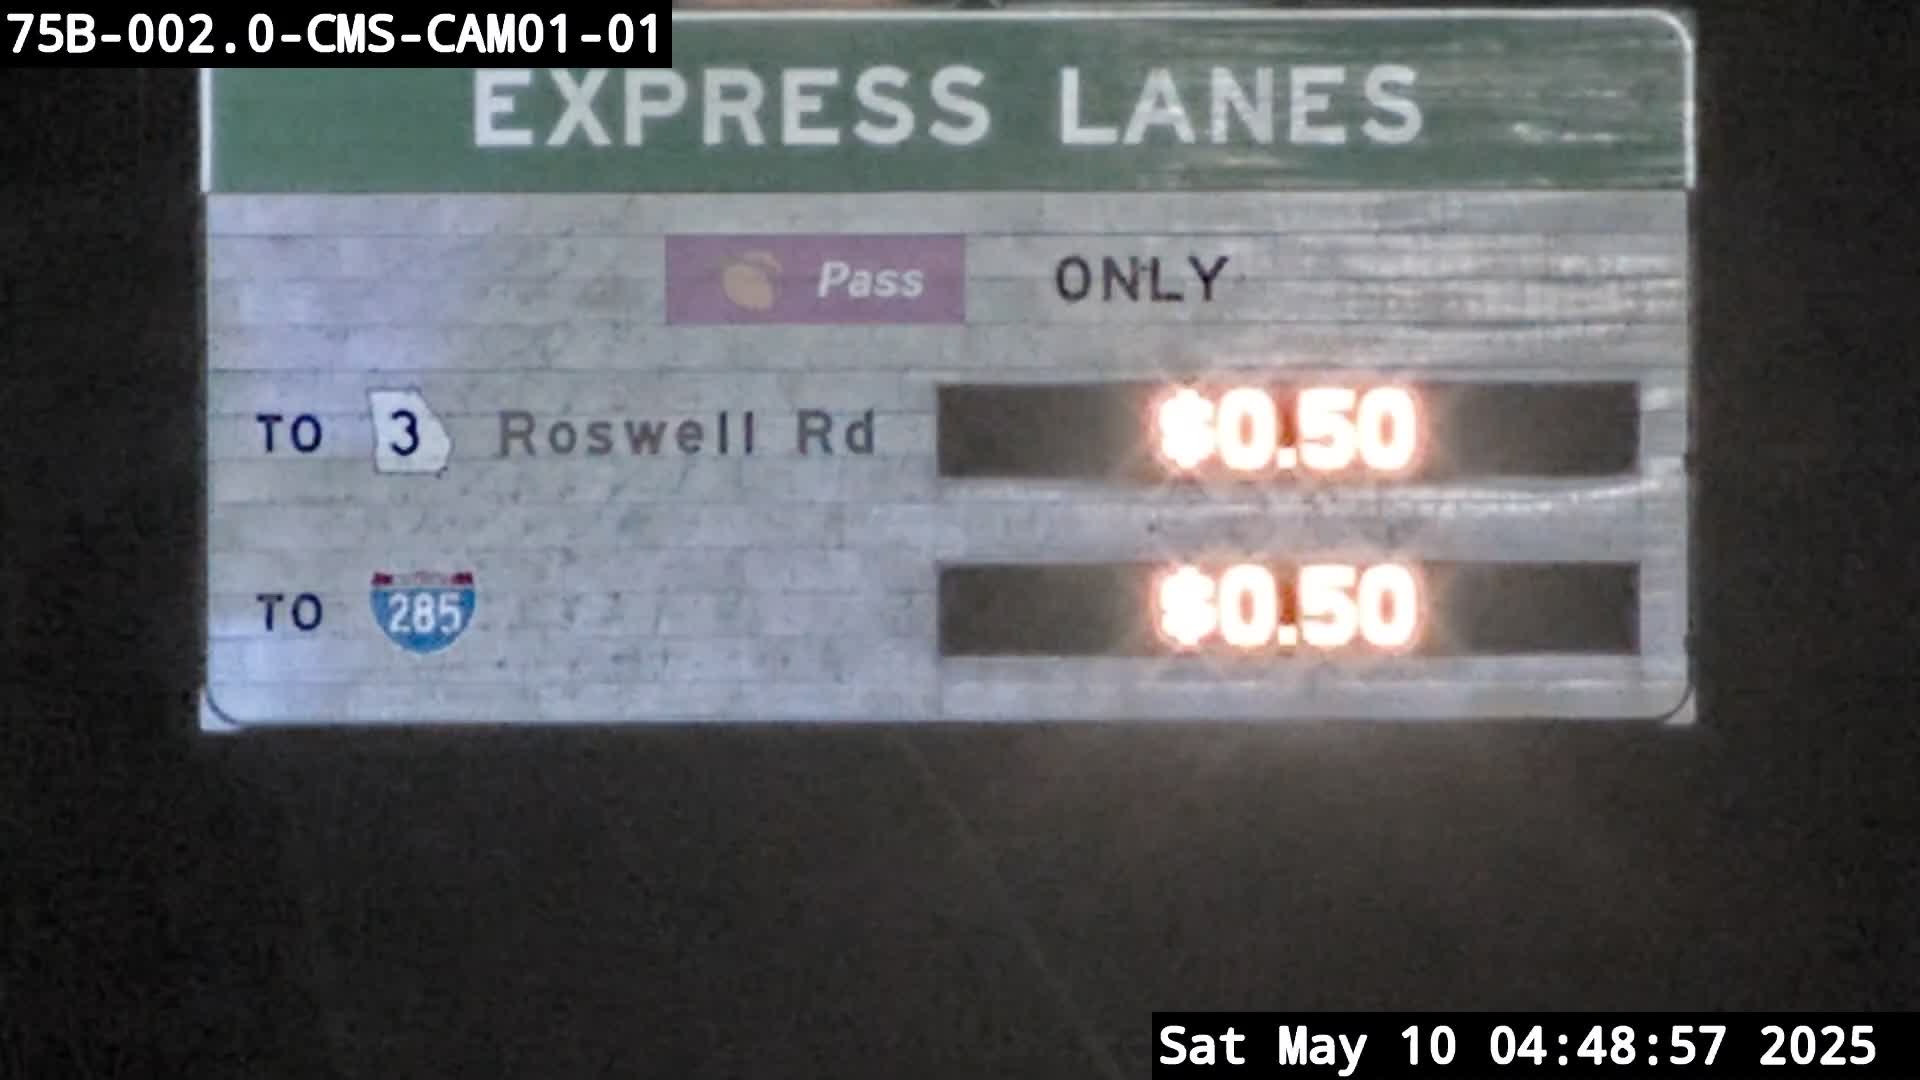 75B-002.0-CMS-CAM01-01
EXPRESS LANES
Pass ONLY
TO 3 Roswell Rd $0.50
TO 285 $0.50
Sat May 10 04:48:57 2025